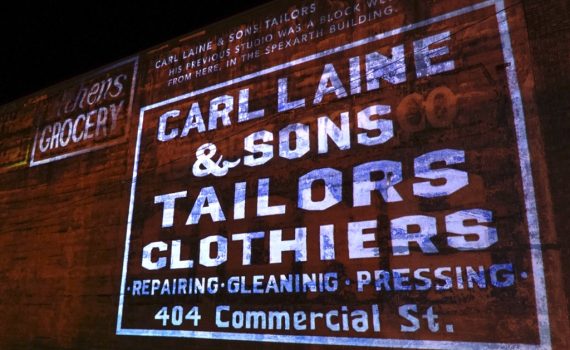 CARL LAINE & SONS TAILORS
HIS PREVIOUS STUDIO WAS A BLOCK
FROM HERE, IN THE SPEXARTH BUILDING.
GROCERY
CARL LAINE
& SONS CO
TAILORS
CLOTHIERS
· REPAIRING · GLEANINIG · PRESSING ·
404 Commercial St.